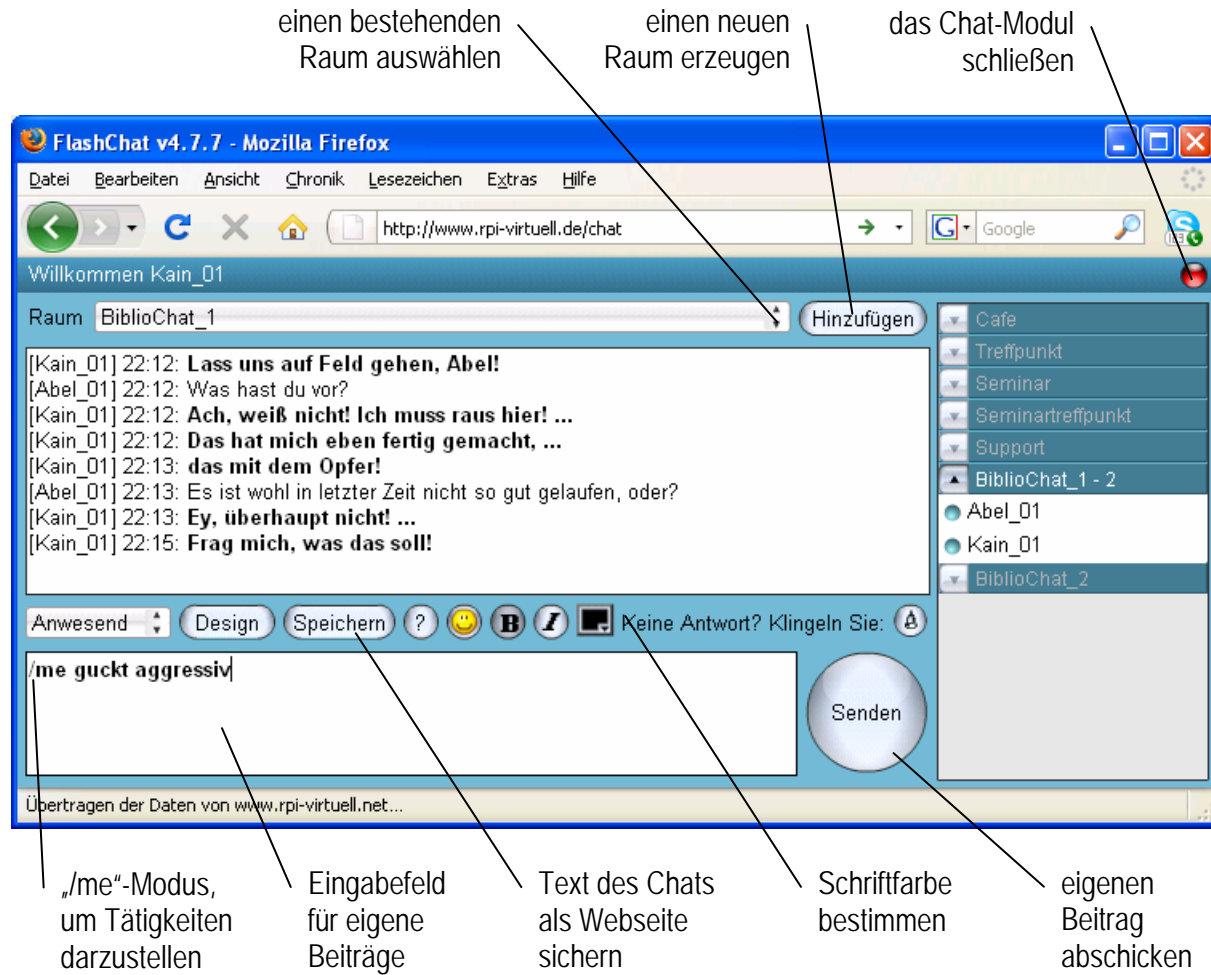 einen bestehenden
Raum auswählen
einen neuen
Raum erzeugen
das Chat-Modul
schließen
FlashChat v4.7.7 - Mozilla Firefox
Datei Bearbeiten Ansicht Chronik Lesezeichen Extras Hilfe
http://www.rpi-virtuell.de/chat
G Google
Willkommen Kain_01
Raum BiblioChat_1 Hinzufügen
[Kain_01] 22:12: Lass uns auf Feld gehen, Abel!
[Abel_01] 22:12: Was hast du vor?
[Kain_01] 22:12: Ach, weiß nicht! Ich muss raus hier! ...
[Kain_01] 22:12: Das hat mich eben fertig gemacht, ...
[Kain_01] 22:13: das mit dem Opfer!
[Abel_01] 22:13: Es ist wohl in letzter Zeit nicht so gut gelaufen, oder?
[Kain_01] 22:13: Ey, überhaupt nicht! ...
[Kain_01] 22:15: Frag mich, was das soll!
Cafe
Treffpunkt
Seminar
Seminartreffpunkt
Support
BiblioChat_1 - 2
Abel_01
Kain_01
BiblioChat_2
Anwesend Design Speichern ? B I Keine Antwort? Klingeln Sie:
/me guckt aggressiv
Senden
Übertragen der Daten von www.rpi-virtuell.net...
„/me“-Modus,
um Tätigkeiten
darzustellen
Eingabefeld
für eigene
Beiträge
Text des Chats
als Webseite
sichern
Schriftfarbe
bestimmen
eigenen
Beitrag
abschicken